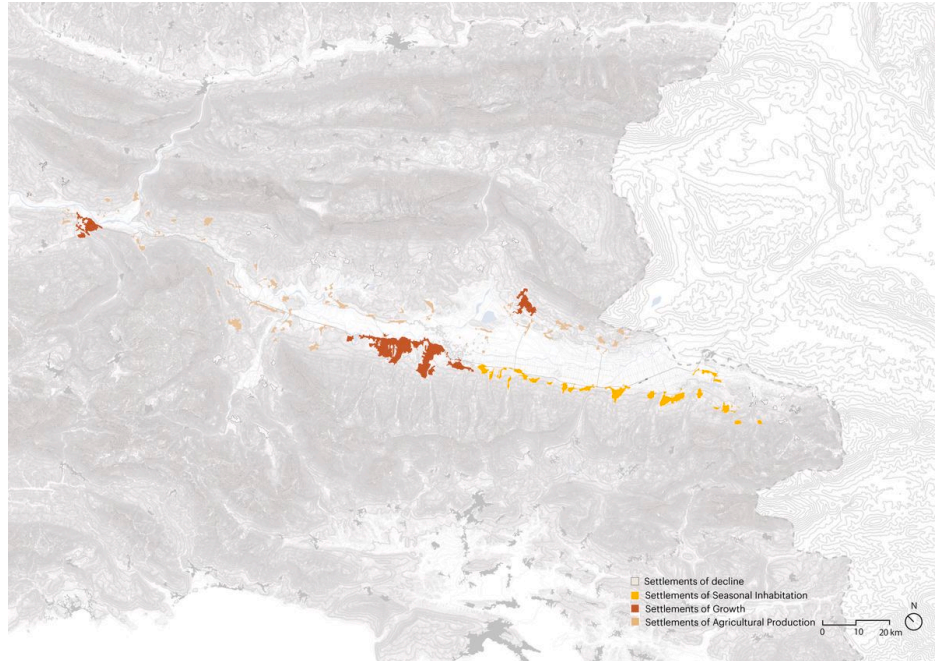 Settlements of decline
Settlements of Seasonal Inhabitation
Settlements of Growth
Settlements of Agricultural Production
N
0 10 20 km